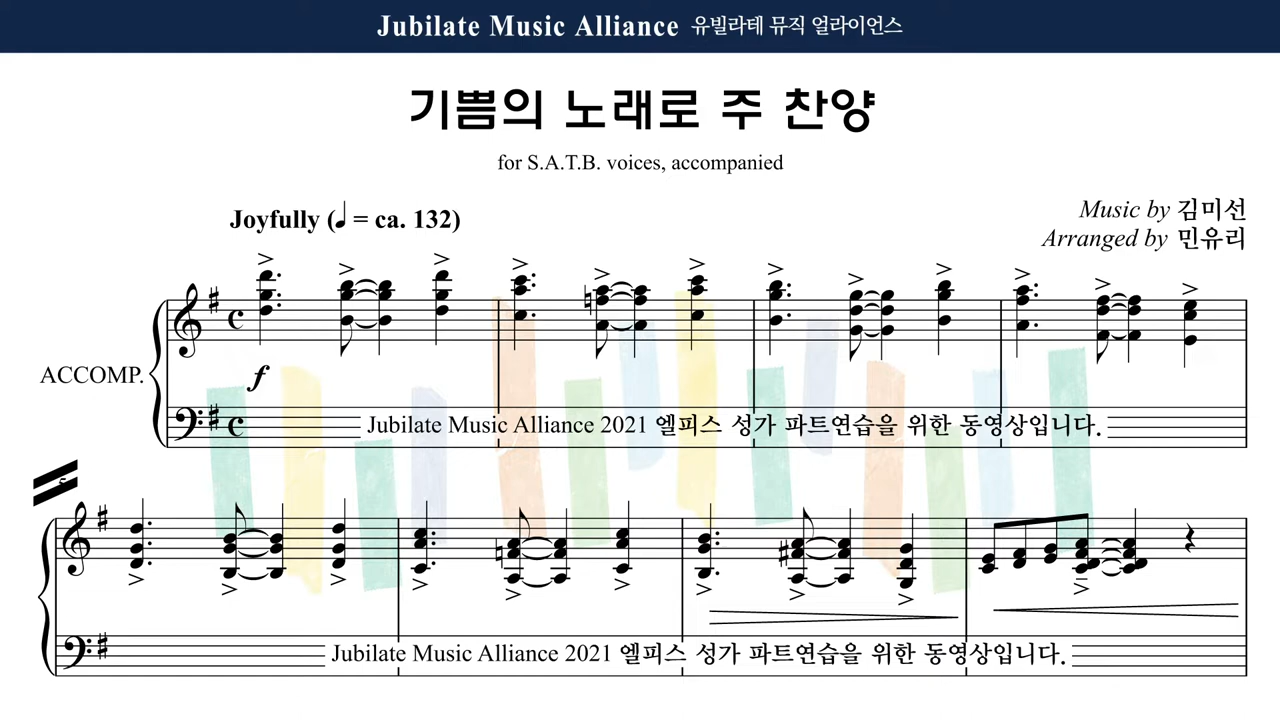 Jubilate Music Alliance 유빌라테 뮤직 얼라이언스
기쁨의 노래로 주 찬양
for S.A.T.B. voices, accompanied
Joyfully (♩ = ca. 132)
Music by 김미선
Arranged by 민유리
ACCOMP.
f
Jubilate Music Alliance 2021 엘피스 성가 파트연습을 위한 동영상입니다.
Jubilate Music Alliance 2021 엘피스 성가 파트연습을 위한 동영상입니다.